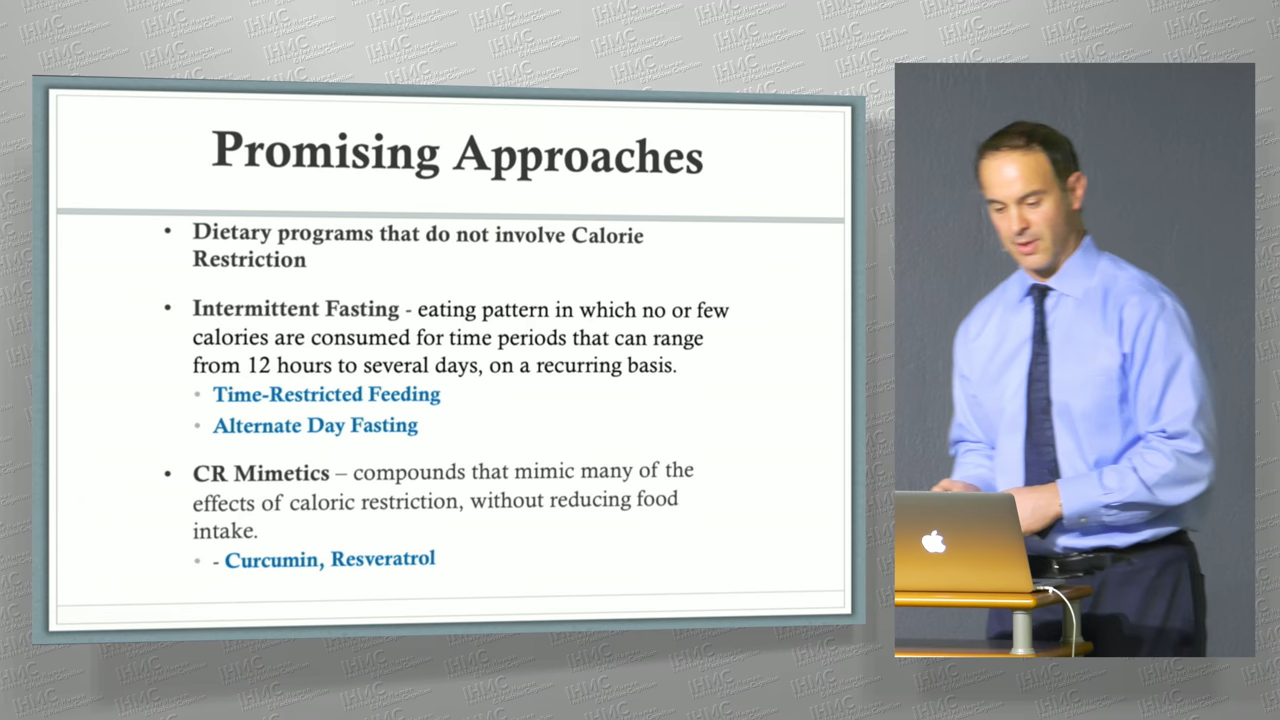 Promising Approaches
• Dietary programs that do not involve Calorie
Restriction
• Intermittent Fasting - eating pattern in which no or few
calories are consumed for time periods that can range
from 12 hours to several days, on a recurring basis.
• Time-Restricted Feeding
• Alternate Day Fasting
• CR Mimetics – compounds that mimic many of the
effects of caloric restriction, without reducing food
intake.
• - Curcumin, Resveratrol
IHMC